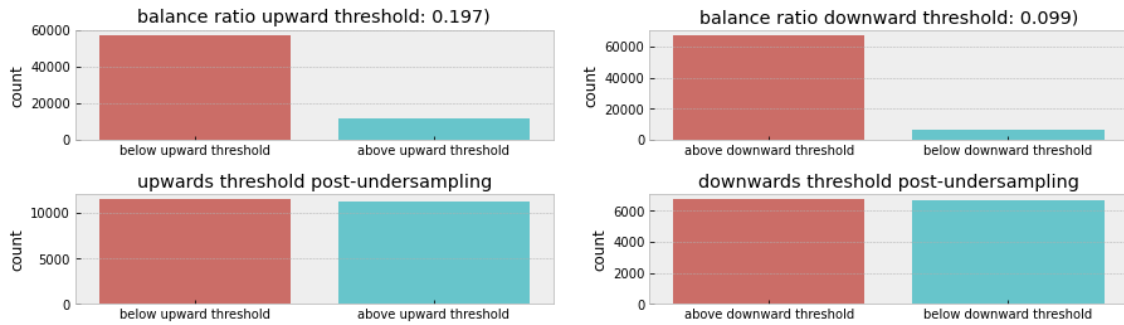 balance ratio upward threshold: 0.197)
60000
40000
20000
0
count
below upward threshold
above upward threshold
balance ratio downward threshold: 0.099)
60000
40000
20000
0
count
above downward threshold
below downward threshold
upwards threshold post-undersampling
10000
5000
0
count
below upward threshold
above upward threshold
downwards threshold post-undersampling
6000
4000
2000
0
count
above downward threshold
below downward threshold